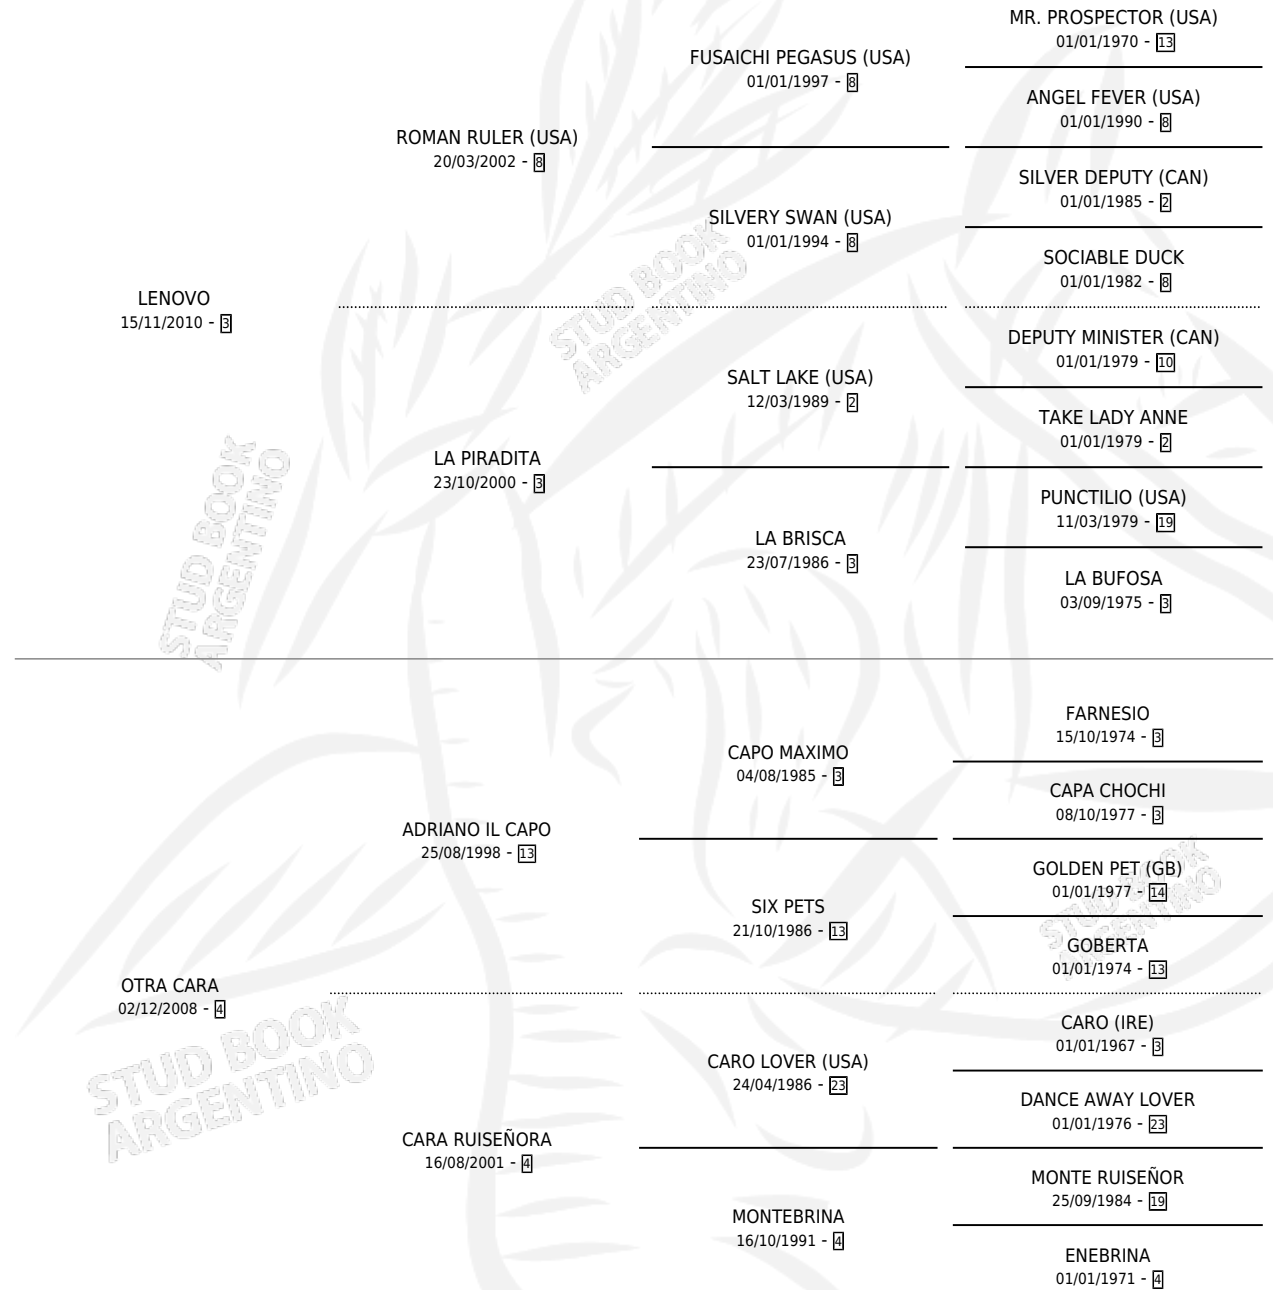 MR. PROSPECTOR (USA)
01/01/1970 - 13
FUSAICHI PEGASUS (USA)
01/01/1997 - 8
ANGEL FEVER (USA)
01/01/1990 - 8
ROMAN RULER (USA)
20/03/2002 - 8
SILVER DEPUTY (CAN)
01/01/1985 - 2
SILVERY SWAN (USA)
01/01/1994 - 8
SOCIABLE DUCK
01/01/1982 - 8
STUD BOOK
ARGENTINO
LENOVO
15/11/2010 - 3
DEPUTY MINISTER (CAN)
01/01/1979 - 10
SALT LAKE (USA)
12/03/1989 - 2
TAKE LADY ANNE
01/01/1979 - 2
LA PIRADITA
23/10/2000 - 3
PUNCTILIO (USA)
11/03/1979 - 19
LA BRISCA
23/07/1986 - 3
LA BUFOSA
03/09/1975 - 3
STUD BOOK
ARGENTINO
FARNESIO
15/10/1974 - 3
CAPO MAXIMO
04/08/1985 - 3
CAPA CHOCHI
08/10/1977 - 3
ADRIANO IL CAPO
25/08/1998 - 13
GOLDEN PET (GB)
01/01/1977 - 14
SIX PETS
21/10/1986 - 13
GOBERTA
01/01/1974 - 13
STUD BOOK
ARGENTINO
OTRA CARA
02/12/2008 - 4
CARO (IRE)
01/01/1967 - 3
CARO LOVER (USA)
24/04/1986 - 23
DANCE AWAY LOVER
01/01/1976 - 23
STUD BOOK
ARGENTINO
CARA RUISEÑORA
16/08/2001 - 4
MONTE RUISEÑOR
25/09/1984 - 19
MONTEBRINA
16/10/1991 - 4
ENEBRINA
01/01/1971 - 4